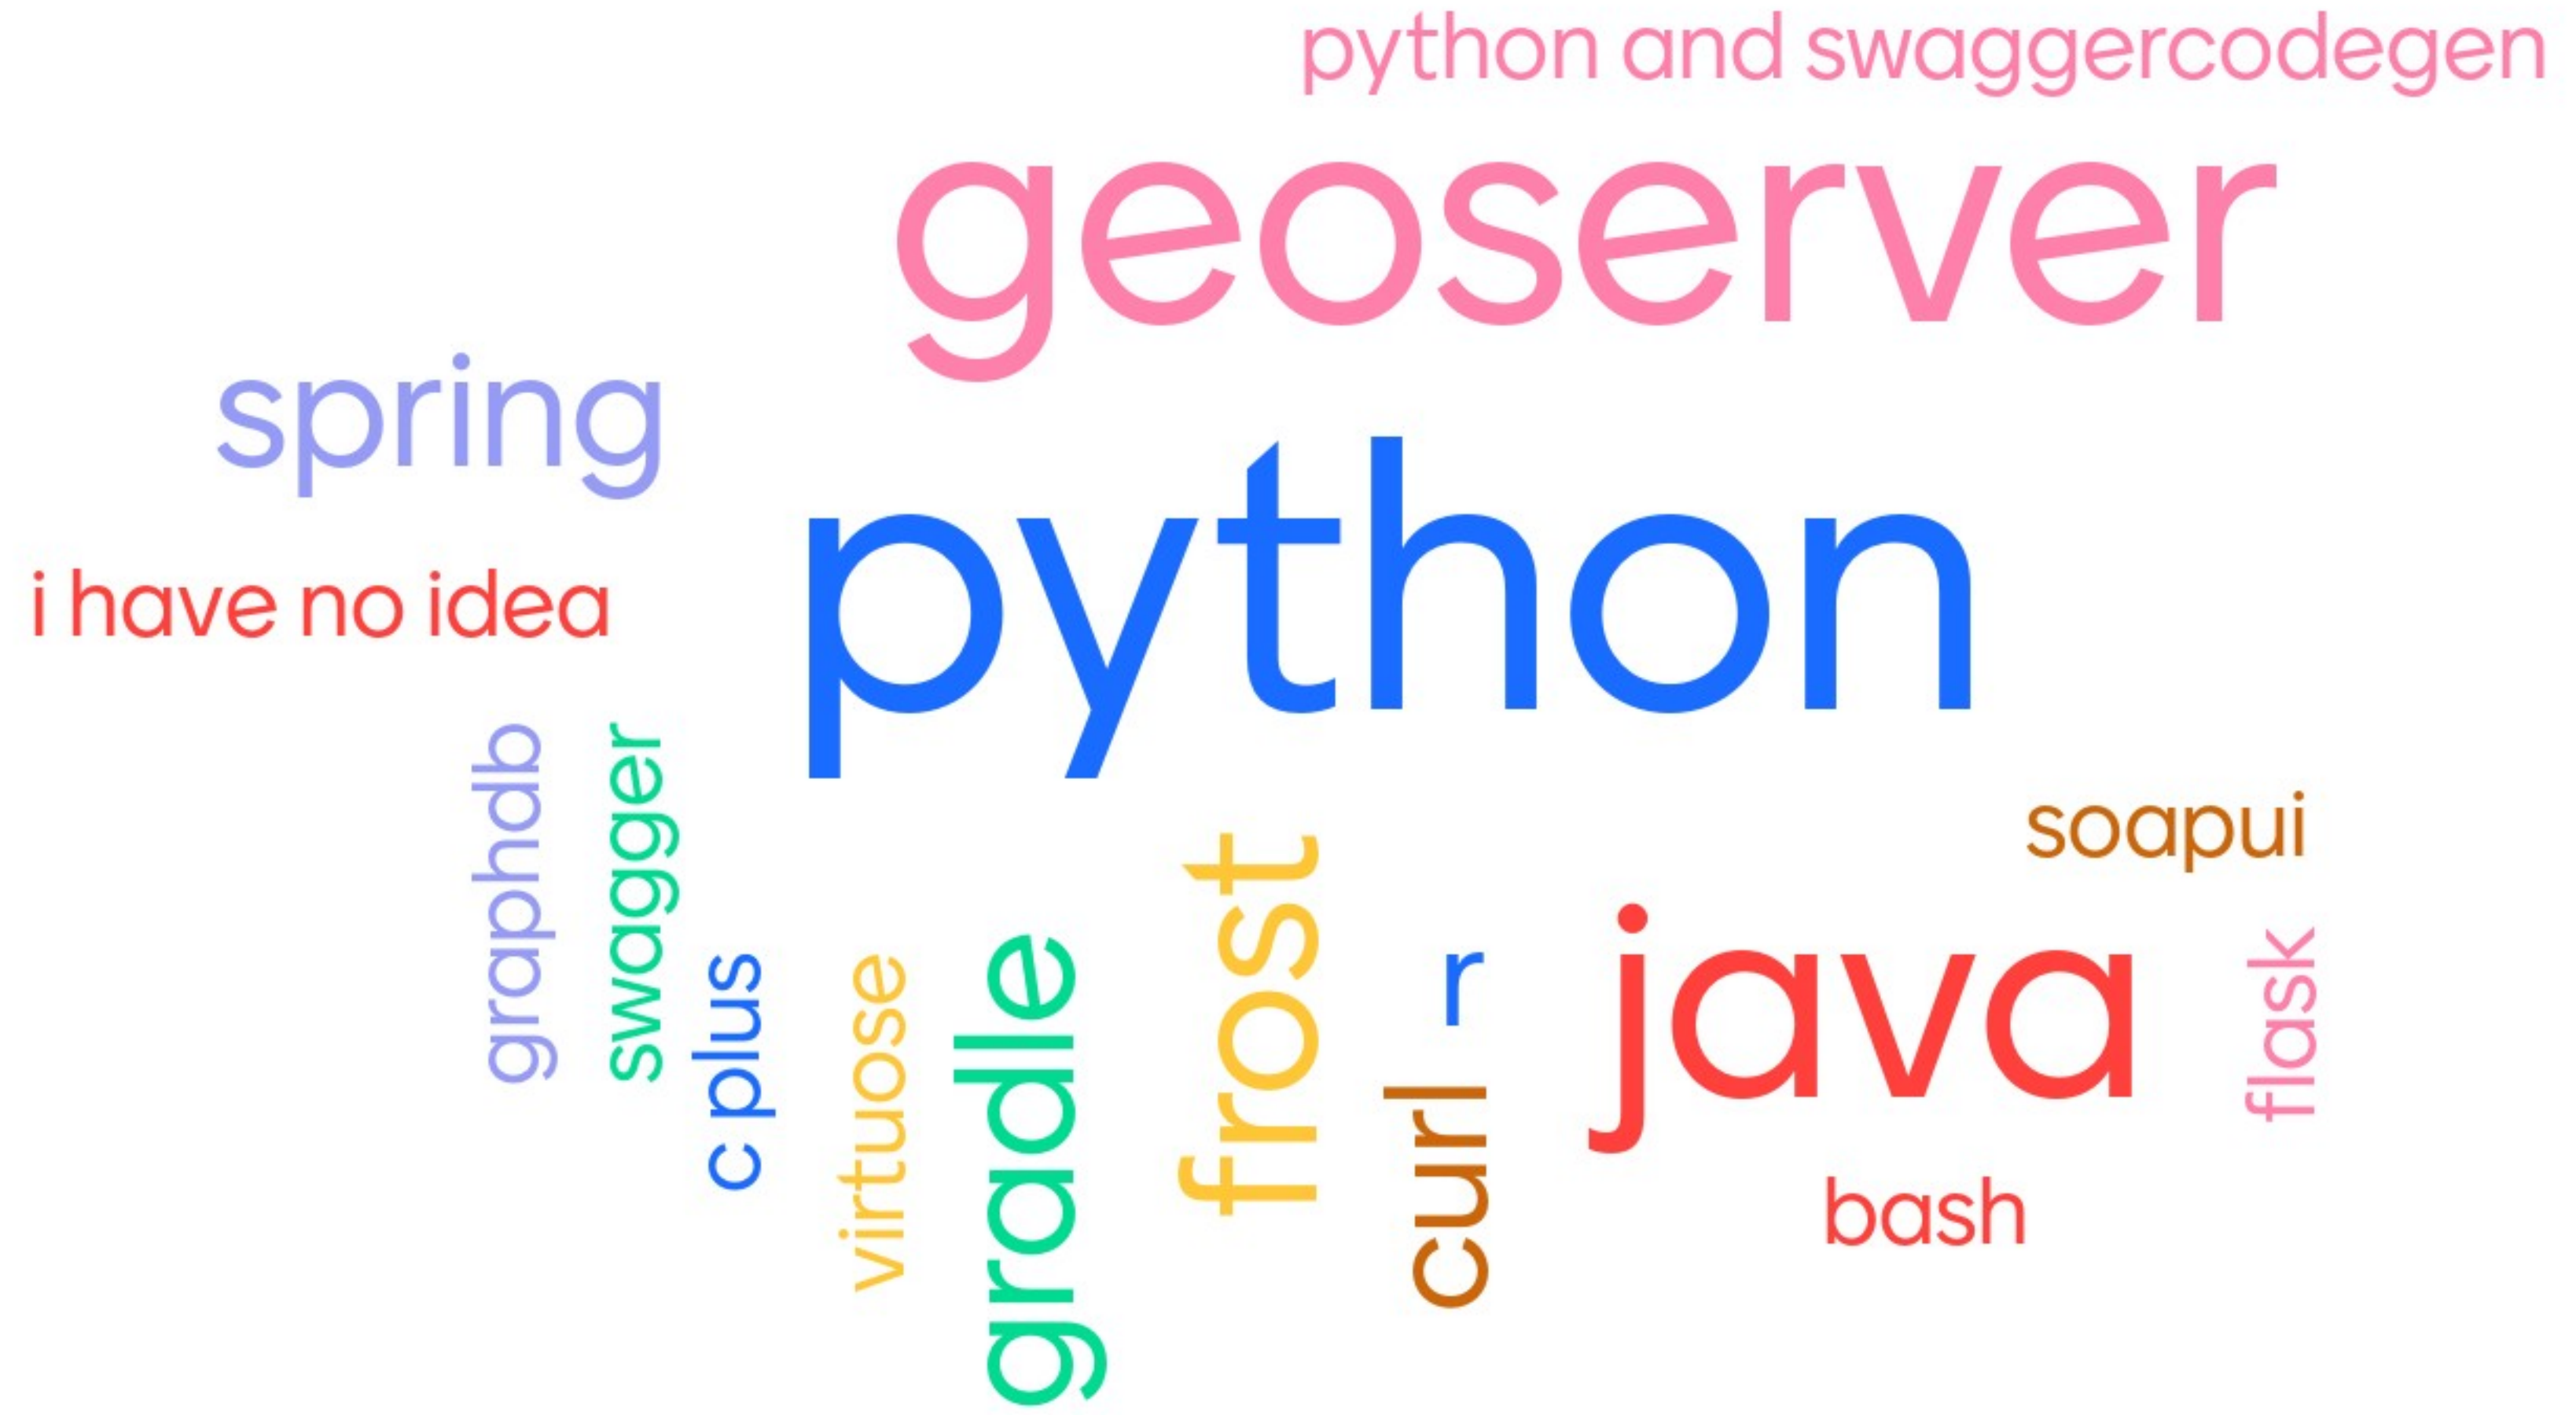 python and swaggercodegen
geoserver
spring
python
i have no idea
graphdb
swagger
c plus
virtuose
gradle
frost
r
curl
java
soapui
flask
bash